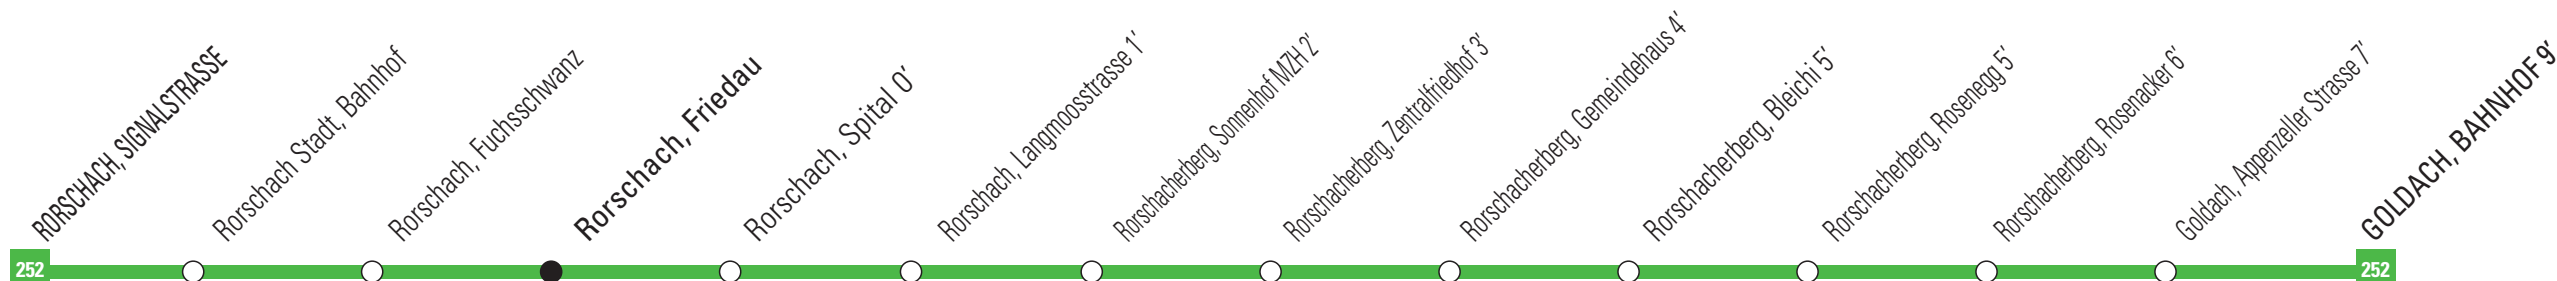 RORSCHACH, SIGNALSTRASSE
Rorschach Stadt, Bahnhof
Rorschach, Fuchsschwanz
Rorschach, Friedau
Rorschach, Spital 0′
Rorschach, Langmoosstrasse 1′
Rorschacherberg, Sonnenhof MZH 2′
Rorschacherberg, Zentralfriedhof 3′
Rorschacherberg, Gemeindehaus 4′
Rorschacherberg, Bleichi 5′
Rorschacherberg, Rosenegg 5′
Rorschacherberg, Rosenacker 6′
Goldach, Appenzeller Strasse 7′
GOLDACH, BAHNHOF 9′
252
252